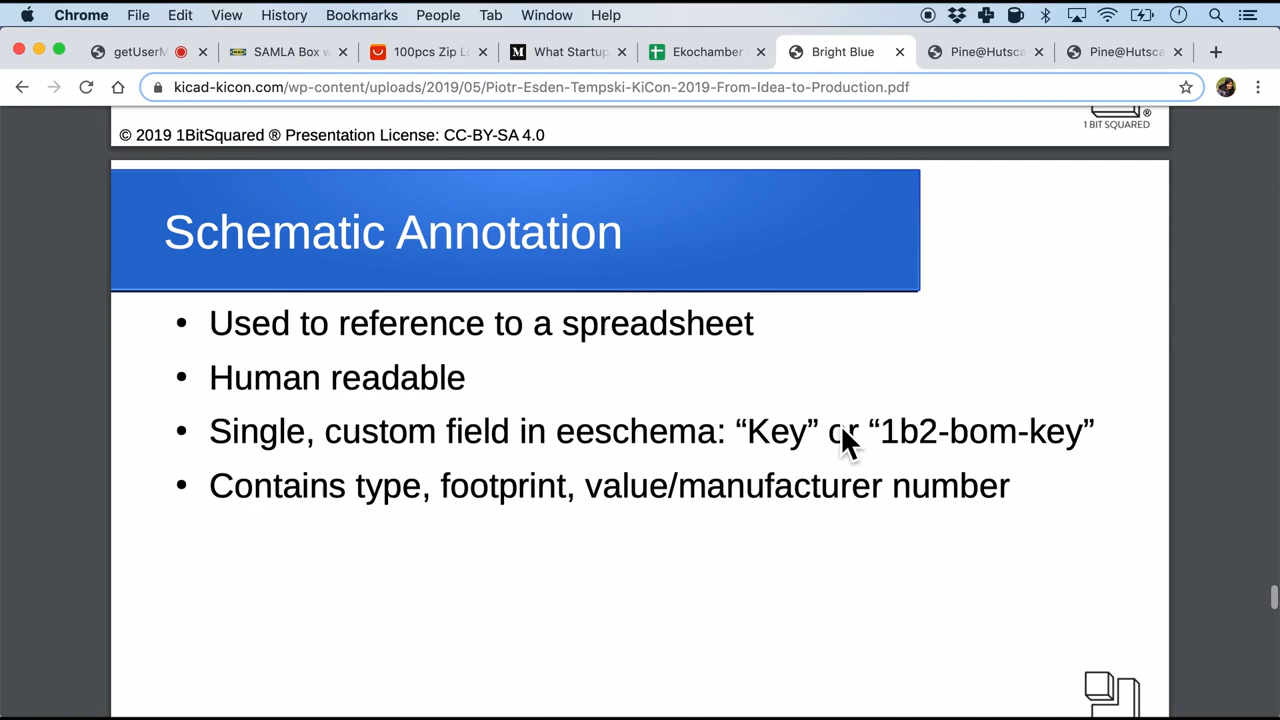 Chrome File Edit View History Bookmarks People Tab Window Help
getUserM SAMLA Box w 100pcs Zip L What Startup Ekochamber Bright Blue Pine@Hutsca Pine@Hutsca
kicad-kicon.com/wp-content/uploads/2019/05/Piotr-Esden-Tempski-KiCon-2019-From-Idea-to-Production.pdf
© 2019 1BitSquared ® Presentation License: CC-BY-SA 4.0
®
1 BIT SQUARED
Schematic Annotation
• Used to reference to a spreadsheet
• Human readable
• Single, custom field in eeschema: “Key” or “1b2-bom-key”
• Contains type, footprint, value/manufacturer number